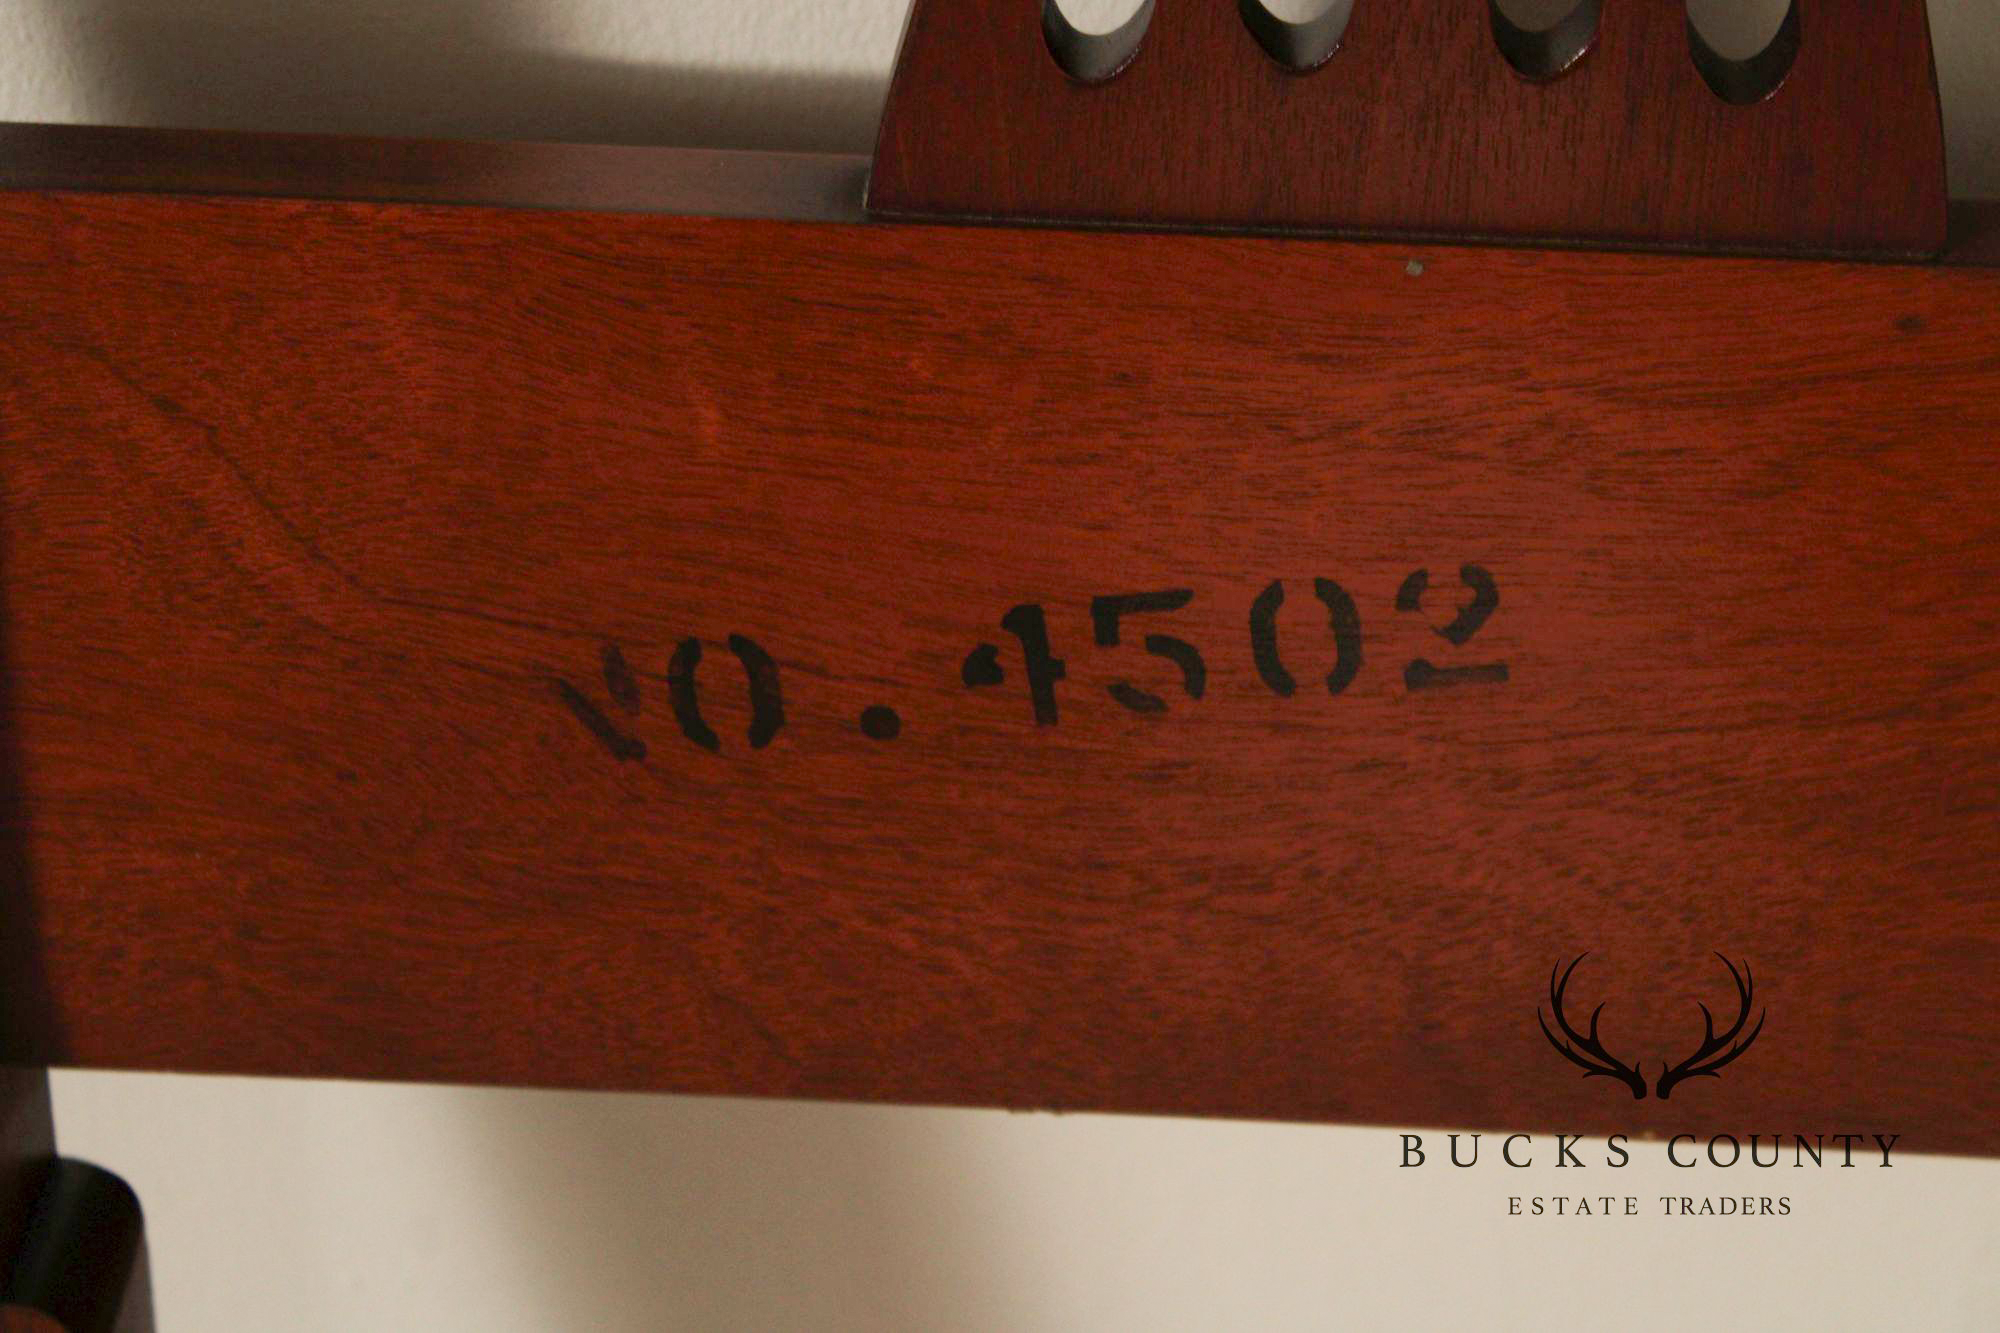 NO. 4502
BUCKS COUNTY
ESTATE TRADERS